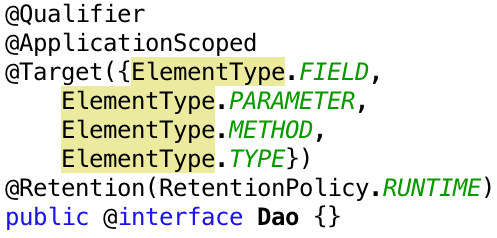 @Qualifier
@ApplicationScoped
@Target({ElementType.FIELD,
    ElementType.PARAMETER,
    ElementType.METHOD,
    ElementType.TYPE})
@Retention(RetentionPolicy.RUNTIME)
public @interface Dao {}